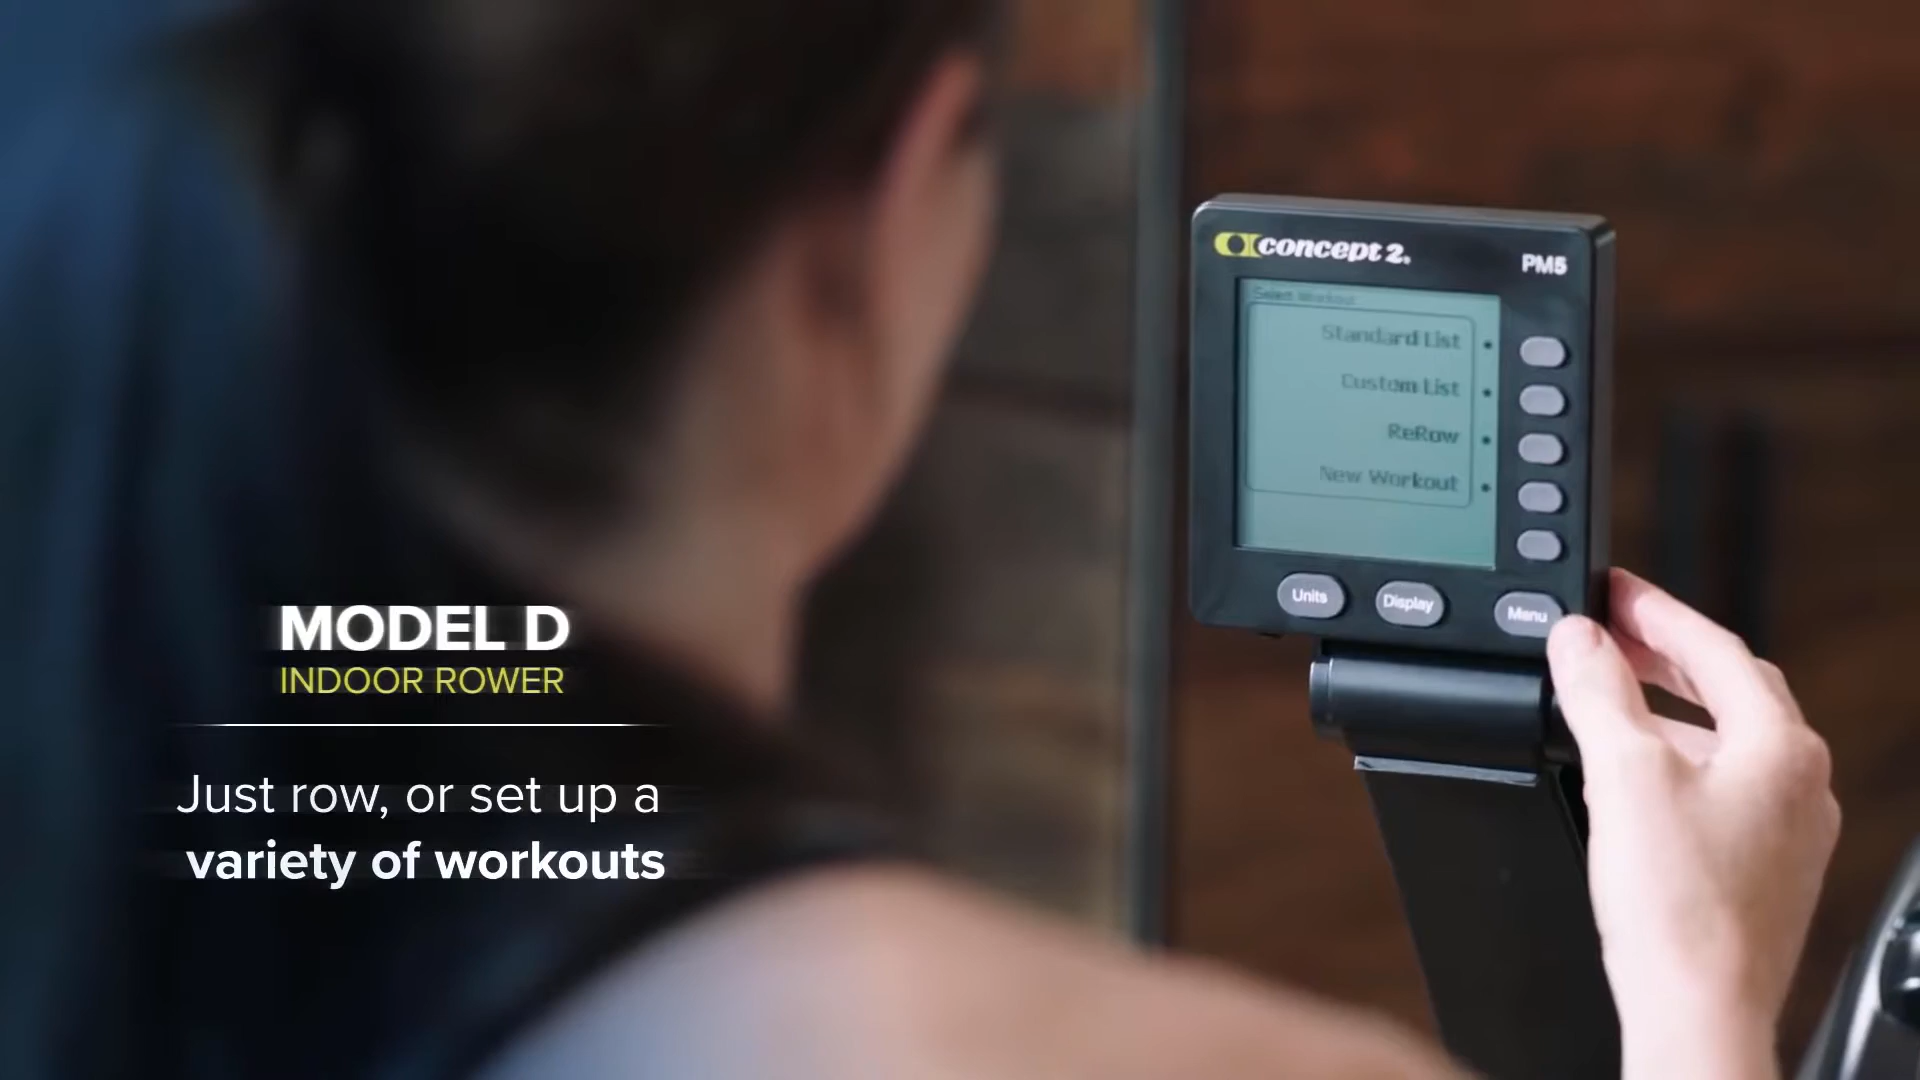 concept 2.
PM5
Select Workout
Standard List
Custom List
ReRow
New Workout
Units
Display
Menu
MODEL D
INDOOR ROWER
Just row, or set up a
variety of workouts